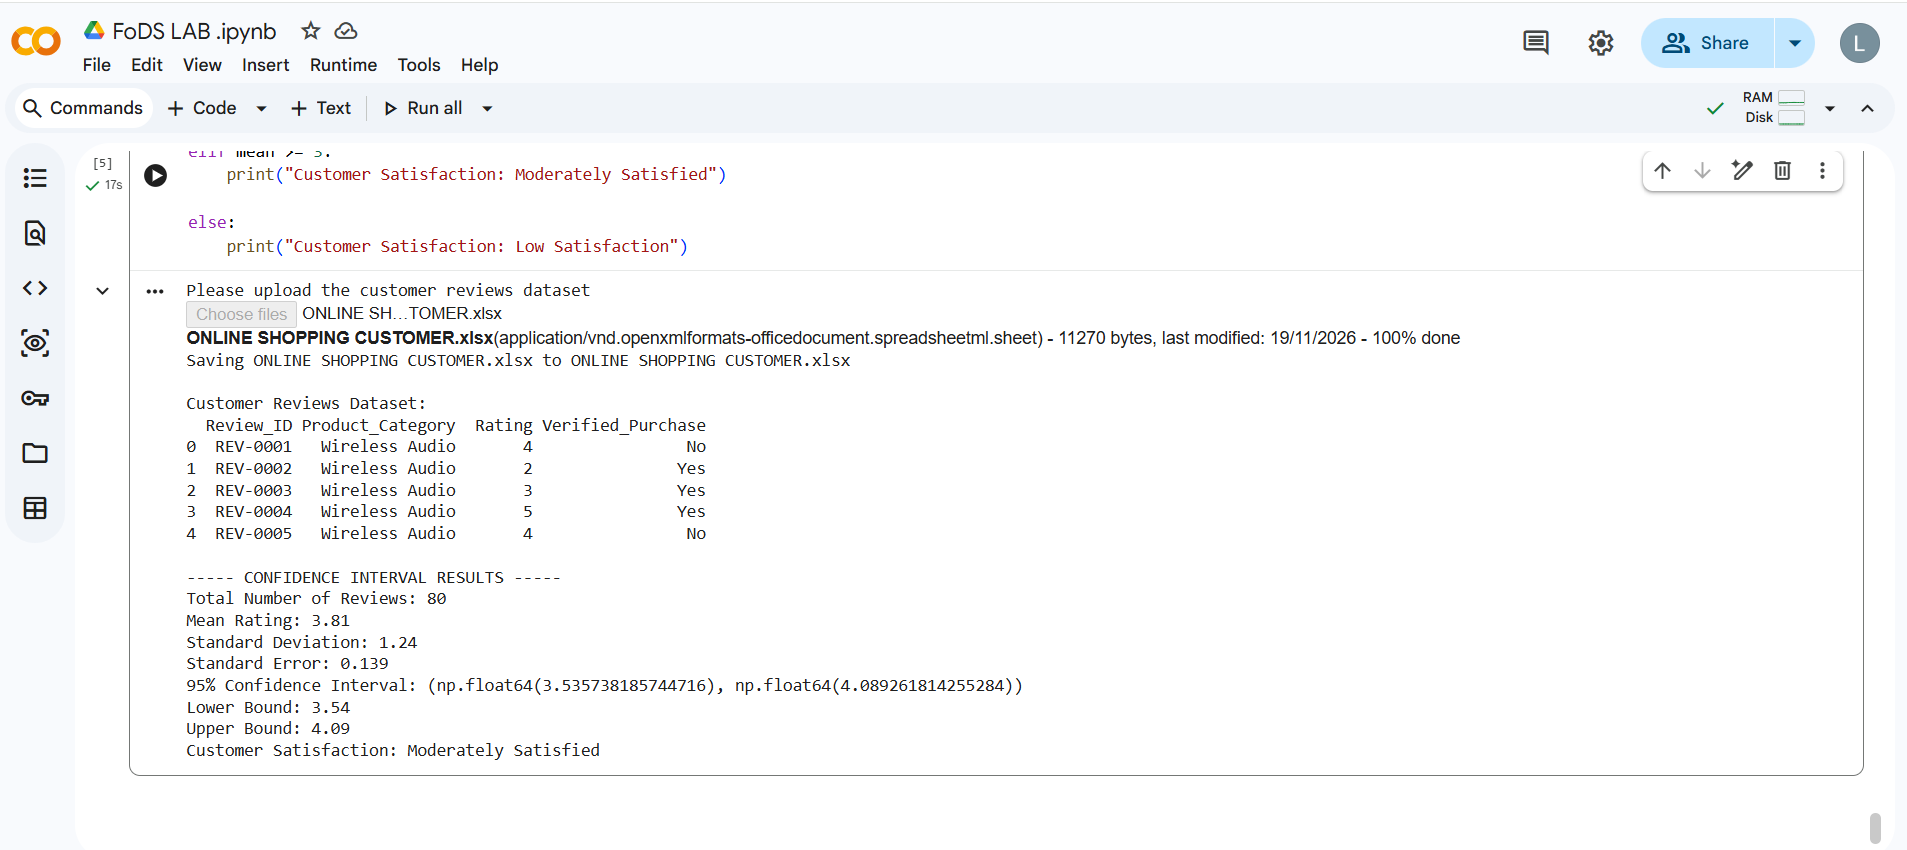 FoDS LAB .ipynb
File Edit View Insert Runtime Tools Help
Share
L
Commands + Code + Text Run all
RAM
Disk
[5]
17s
elif mean >= 3:
print("Customer Satisfaction: Moderately Satisfied")
else:
print("Customer Satisfaction: Low Satisfaction")
Please upload the customer reviews dataset
Choose files ONLINE SH...TOMER.xlsx
ONLINE SHOPPING CUSTOMER.xlsx(application/vnd.openxmlformats-officedocument.spreadsheetml.sheet) - 11270 bytes, last modified: 19/11/2026 - 100% done
Saving ONLINE SHOPPING CUSTOMER.xlsx to ONLINE SHOPPING CUSTOMER.xlsx
Customer Reviews Dataset:
Review_ID Product_Category Rating Verified_Purchase
0 REV-0001 Wireless Audio 4 No
1 REV-0002 Wireless Audio 2 Yes
2 REV-0003 Wireless Audio 3 Yes
3 REV-0004 Wireless Audio 5 Yes
4 REV-0005 Wireless Audio 4 No
----- CONFIDENCE INTERVAL RESULTS -----
Total Number of Reviews: 80
Mean Rating: 3.81
Standard Deviation: 1.24
Standard Error: 0.139
95% Confidence Interval: (np.float64(3.535738185744716), np.float64(4.089261814255284))
Lower Bound: 3.54
Upper Bound: 4.09
Customer Satisfaction: Moderately Satisfied